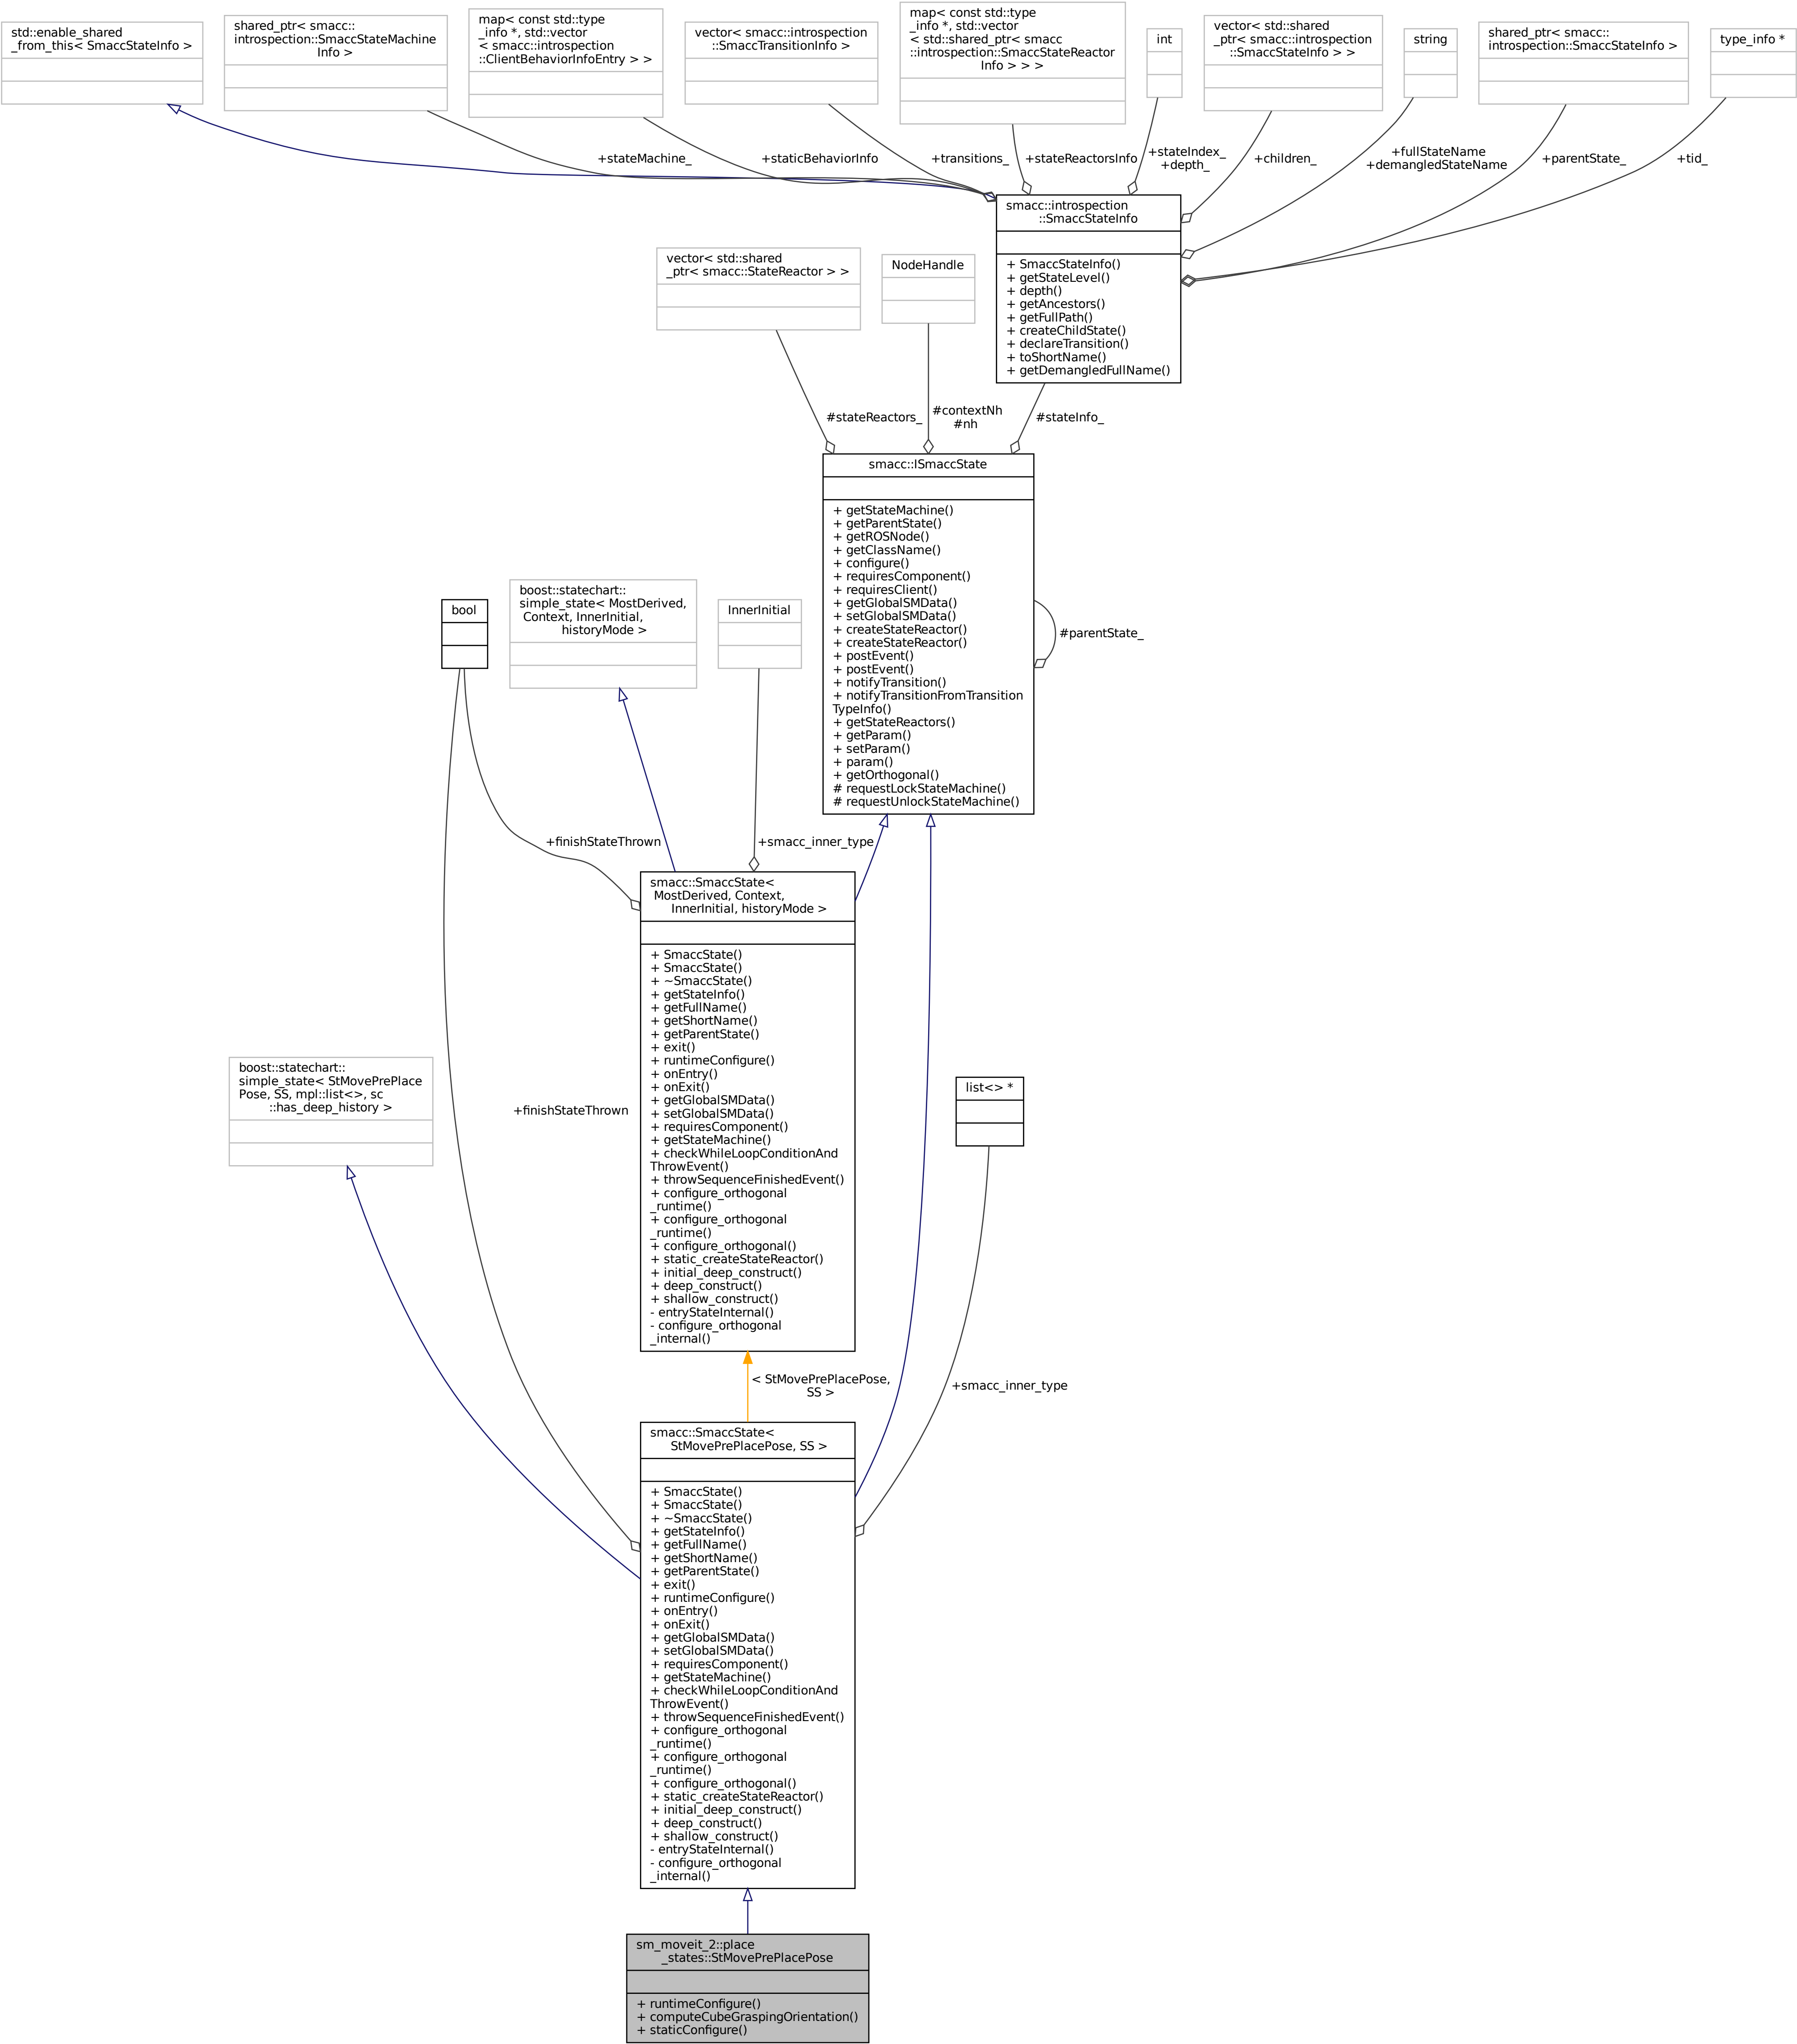 std::enable_shared
_from_this< SmaccStateInfo >
shared_ptr< smacc::
introspection::SmaccStateMachine
Info >
map< const std::type
_info *, std::vector
< smacc::introspection
::ClientBehaviorInfoEntry > >
vector< smacc::introspection
::SmaccTransitionInfo >
map< const std::type
_info *, std::vector
< std::shared_ptr< smacc
::introspection::SmaccStateReactor
Info > > >
int
vector< std::shared
_ptr< smacc::introspection
::SmaccStateInfo > >
string
shared_ptr< smacc::
introspection::SmaccStateInfo >
type_info *
+stateMachine_
+staticBehaviorInfo
+transitions_
+stateReactorsInfo
+stateIndex_
+depth_
+children_
+fullStateName
+demangledStateName
+parentState_
+tid_
smacc::introspection
::SmaccStateInfo
+ SmaccStateInfo()
+ getStateLevel()
+ depth()
+ getAncestors()
+ getFullPath()
+ createChildState()
+ declareTransition()
+ toShortName()
+ getDemangledFullName()
vector< std::shared
_ptr< smacc::StateReactor > >
NodeHandle
#stateReactors_
#contextNh
#nh
#stateInfo_
smacc::ISmaccState
+ getStateMachine()
+ getParentState()
+ getROSNode()
+ getClassName()
+ configure()
+ requiresComponent()
+ requiresClient()
+ getGlobalSMData()
+ setGlobalSMData()
+ createStateReactor()
+ createStateReactor()
+ postEvent()
+ postEvent()
+ notifyTransition()
+ notifyTransitionFromTransition
TypeInfo()
+ getStateReactors()
+ getParam()
+ setParam()
+ param()
+ getOrthogonal()
# requestLockStateMachine()
# requestUnlockStateMachine()
#parentState_
bool
boost::statechart::
simple_state< MostDerived,
Context, InnerInitial,
historyMode >
InnerInitial
+finishStateThrown
+smacc_inner_type
smacc::SmaccState<
MostDerived, Context,
InnerInitial, historyMode >
+ SmaccState()
+ SmaccState()
+ ~SmaccState()
+ getStateInfo()
+ getFullName()
+ getShortName()
+ getParentState()
+ exit()
+ runtimeConfigure()
+ onEntry()
+ onExit()
+ getGlobalSMData()
+ setGlobalSMData()
+ requiresComponent()
+ getStateMachine()
+ checkWhileLoopConditionAnd
ThrowEvent()
+ throwSequenceFinishedEvent()
+ configure_orthogonal
_runtime()
+ configure_orthogonal
_runtime()
+ configure_orthogonal()
+ static_createStateReactor()
+ initial_deep_construct()
+ deep_construct()
+ shallow_construct()
- entryStateInternal()
- configure_orthogonal
_internal()
boost::statechart::
simple_state< StMovePrePlace
Pose, SS, mpl::list<>, sc
::has_deep_history >
+finishStateThrown
list<> *
< StMovePrePlacePose,
SS >
+smacc_inner_type
smacc::SmaccState<
StMovePrePlacePose, SS >
+ SmaccState()
+ SmaccState()
+ ~SmaccState()
+ getStateInfo()
+ getFullName()
+ getShortName()
+ getParentState()
+ exit()
+ runtimeConfigure()
+ onEntry()
+ onExit()
+ getGlobalSMData()
+ setGlobalSMData()
+ requiresComponent()
+ getStateMachine()
+ checkWhileLoopConditionAnd
ThrowEvent()
+ throwSequenceFinishedEvent()
+ configure_orthogonal
_runtime()
+ configure_orthogonal
_runtime()
+ configure_orthogonal()
+ static_createStateReactor()
+ initial_deep_construct()
+ deep_construct()
+ shallow_construct()
- entryStateInternal()
- configure_orthogonal
_internal()
sm_moveit_2::place
_states::StMovePrePlacePose
+ runtimeConfigure()
+ computeCubeGraspingOrientation()
+ staticConfigure()